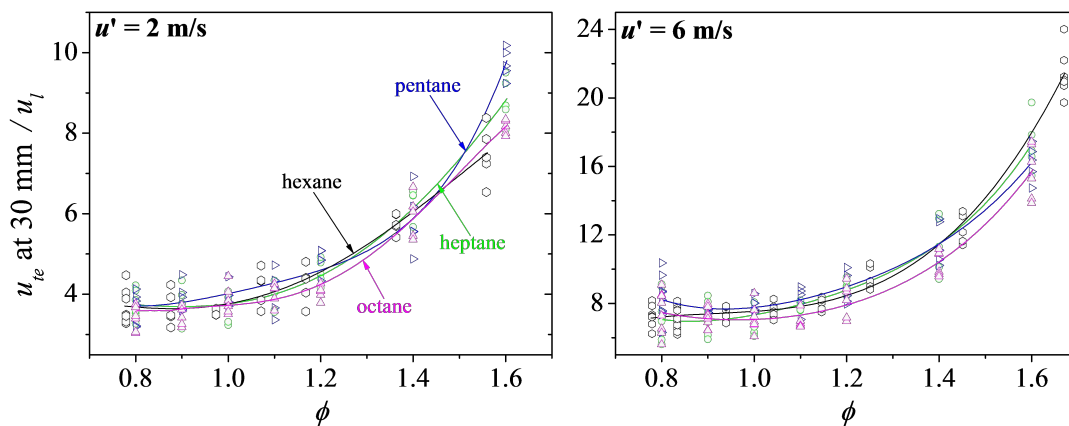 u' = 2 m/s
u' = 6 m/s
u_te at 30 mm / u_l
10
8
6
4
24
20
16
12
8
pentane
hexane
heptane
octane
0.8 1.0 1.2 1.4 1.6
0.8 1.0 1.2 1.4 1.6
ϕ
ϕ